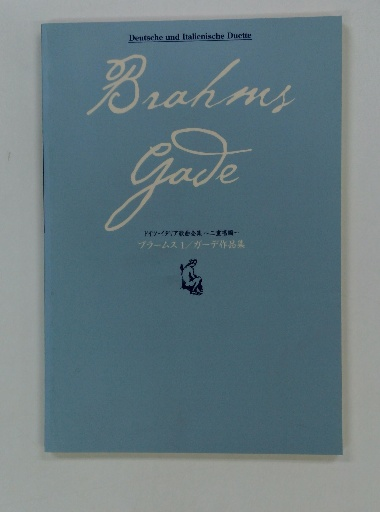 Deutsche und Italienische Duette
Brahms
Gade
ドイツ・イタリア歌曲全集〜二重唱編〜
ブラームス1／ガーデ作品集